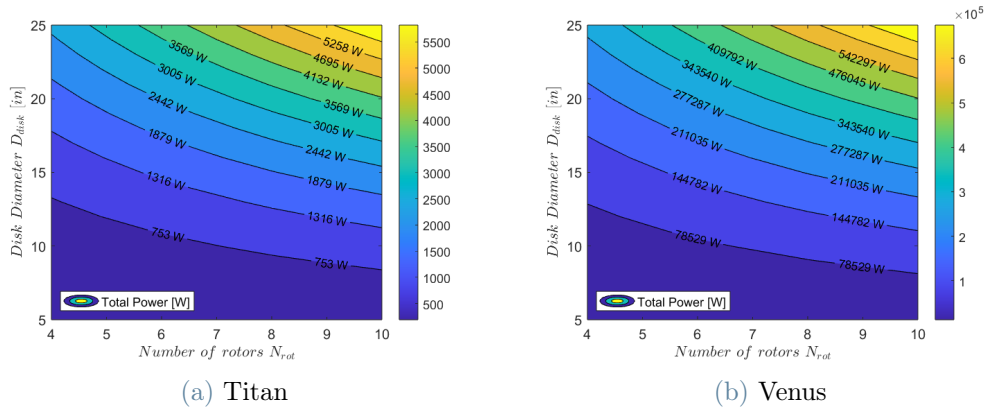 25
20
15
10
5
Disk Diameter D_disk [in]
5258 W
3569 W
4695 W
3005 W
4132 W
2442 W
3569 W
1879 W
3005 W
2442 W
1316 W
1879 W
753 W
1316 W
753 W
Total Power [W]
4 5 6 7 8 9 10
Number of rotors N_rot
5500
5000
4500
4000
3500
3000
2500
2000
1500
1000
500
(a) Titan
25
20
15
10
5
Disk Diameter D_disk [in]
409792 W
542297 W
343540 W
476045 W
277287 W
211035 W
343540 W
277287 W
144782 W
211035 W
78529 W
144782 W
78529 W
Total Power [W]
4 5 6 7 8 9 10
Number of rotors N_rot
×10⁵
6
5
4
3
2
1
(b) Venus